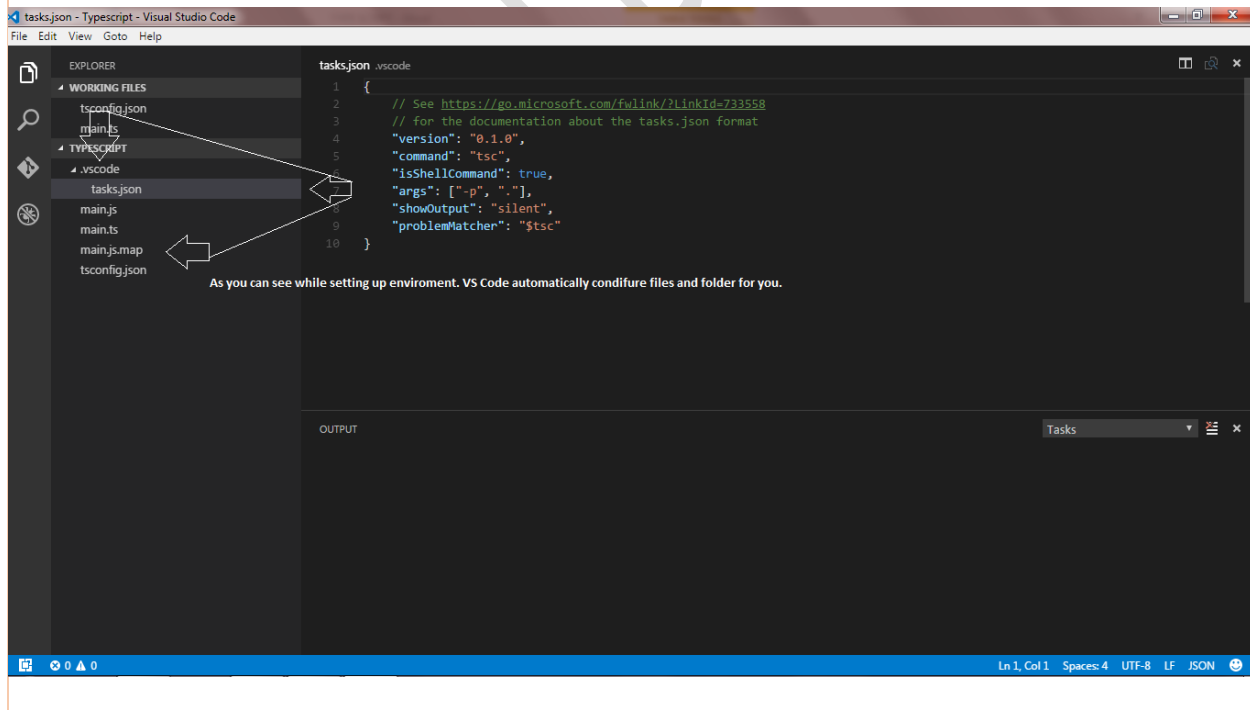 tasks.json - Typescript - Visual Studio Code
File Edit View Goto Help
EXPLORER
WORKING FILES
tsconfig.json
main.ts
TYPESCRIPT
.vscode
tasks.json
main.js
main.ts
main.js.map
tsconfig.json
tasks.json .vscode
1 {
2 // See https://go.microsoft.com/fwlink/?LinkId=733558
3 // for the documentation about the tasks.json format
4 "version": "0.1.0",
5 "command": "tsc",
6 "isShellCommand": true,
7 "args": ["-p", "."],
8 "showOutput": "silent",
9 "problemMatcher": "$tsc"
10 }
As you can see while setting up enviroment. VS Code automatically condifure files and folder for you.
OUTPUT
Tasks
0 0
Ln 1, Col 1 Spaces: 4 UTF-8 LF JSON